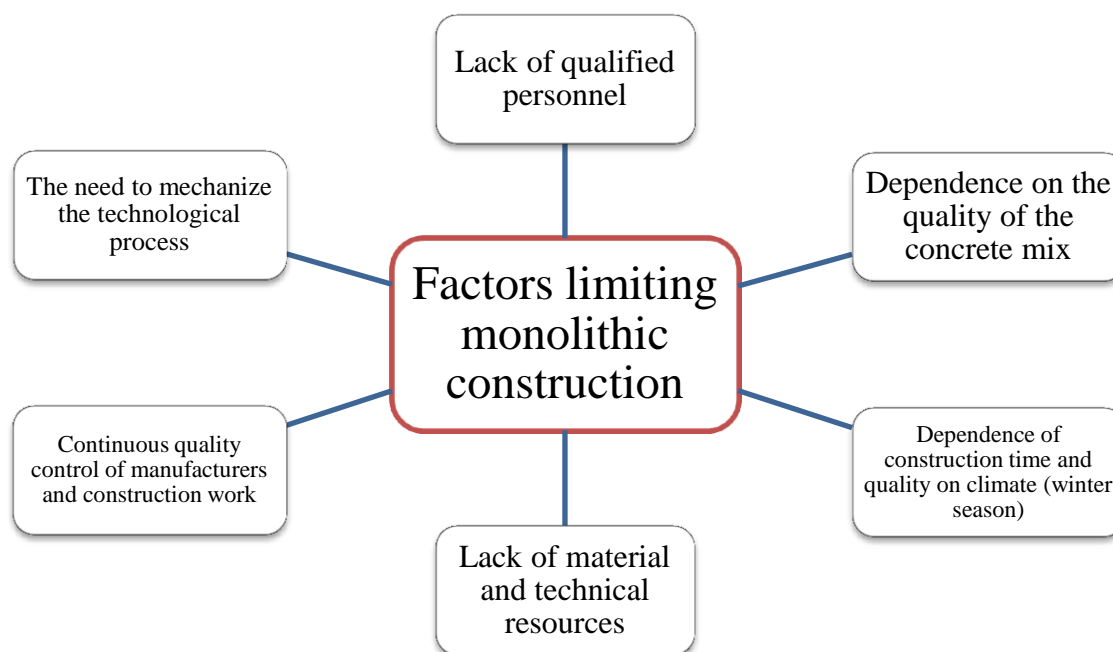 Lack of qualified
personnel
The need to mechanize
the technological
process
Dependence on the
quality of the
concrete mix
Factors limiting
monolithic
construction
Continuous quality
control of manufacturers
and construction work
Dependence of
construction time and
quality on climate (winter
season)
Lack of material
and technical
resources